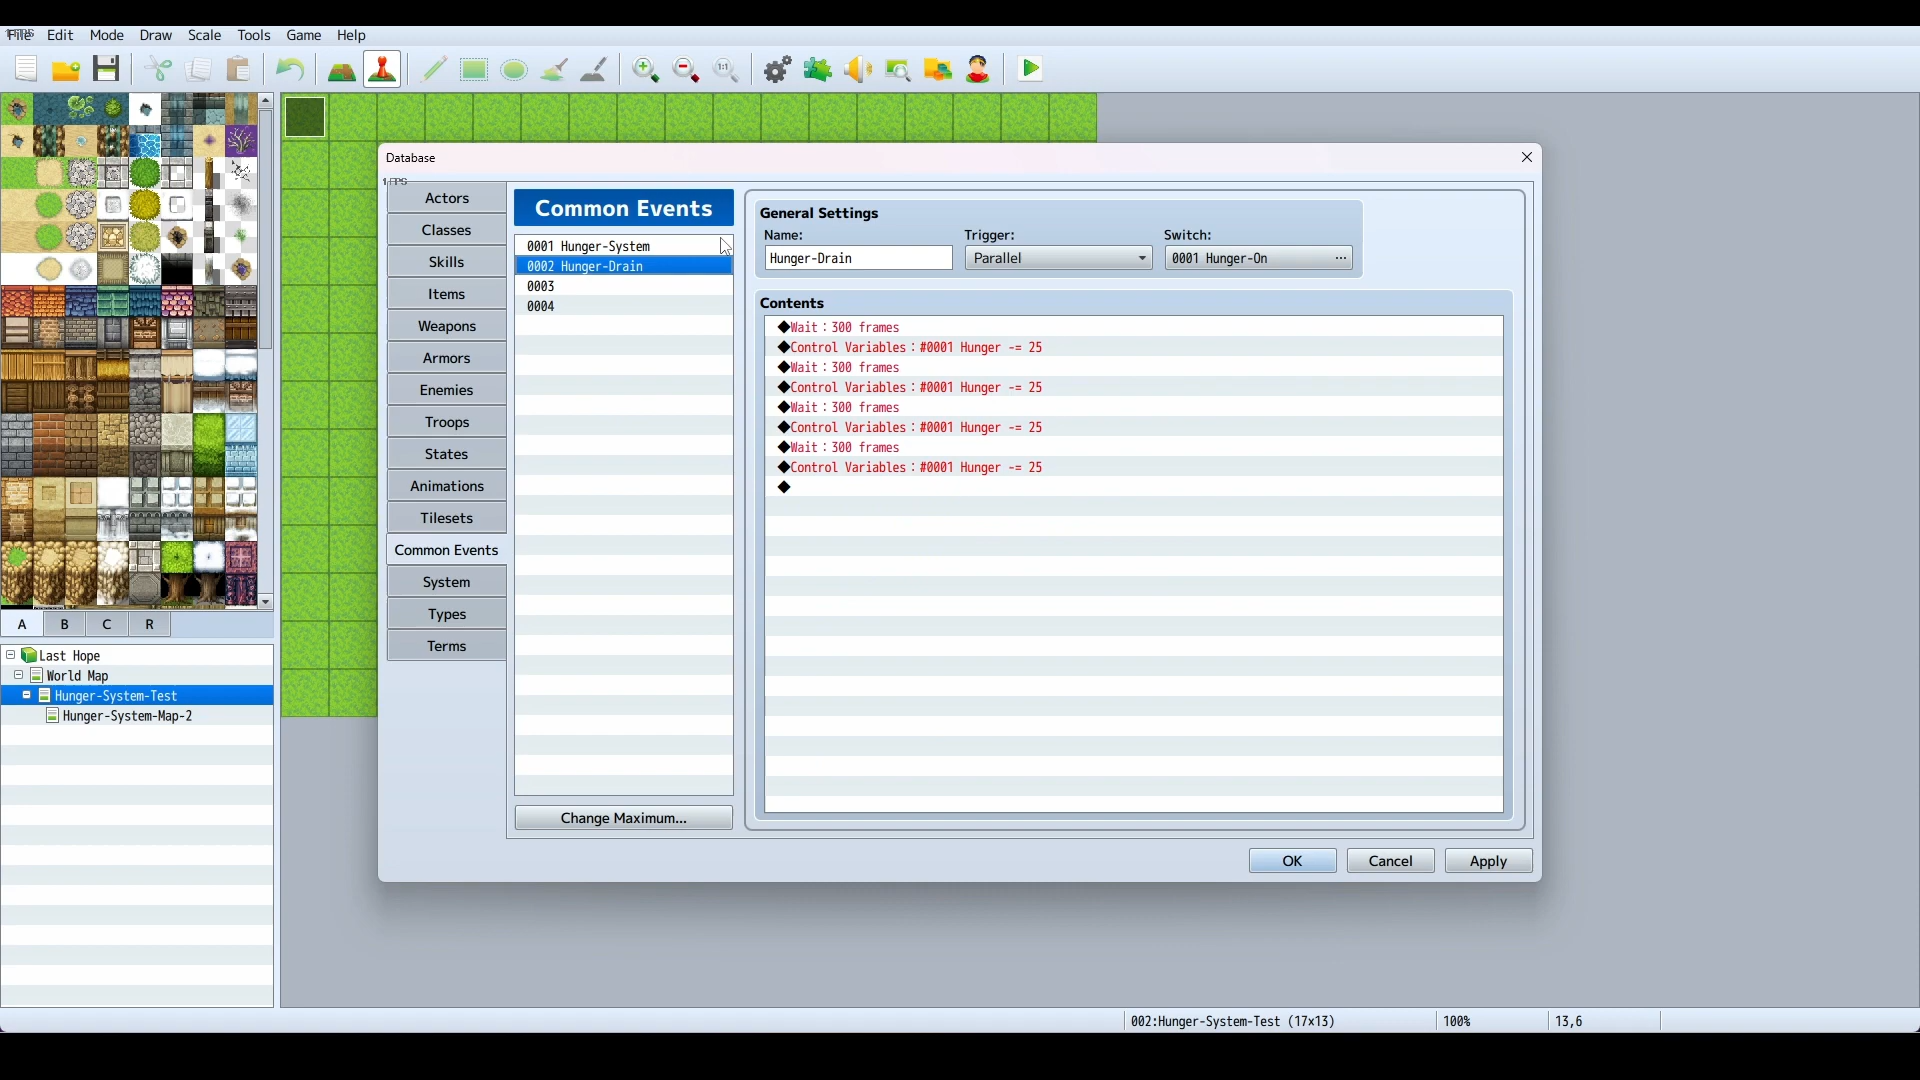 File Edit Mode Draw Scale Tools Game Help
1:1
Database
1 FPS
Actors
Classes
Skills
Items
Weapons
Armors
Enemies
Troops
States
Animations
Tilesets
Common Events
System
Types
Terms
Common Events
0001 Hunger-System
0002 Hunger-Drain
0003
0004
Change Maximum...
General Settings
Name: Trigger: Switch:
Hunger-Drain Parallel 0001 Hunger-On ...
Contents
◆Wait：300 frames
◆Control Variables：#0001 Hunger -= 25
◆Wait：300 frames
◆Control Variables：#0001 Hunger -= 25
◆Wait：300 frames
◆Control Variables：#0001 Hunger -= 25
◆Wait：300 frames
◆Control Variables：#0001 Hunger -= 25
◆
OK Cancel Apply
A B C R
Last Hope
World Map
Hunger-System-Test
Hunger-System-Map-2
002:Hunger-System-Test (17×13) 100% 13,6